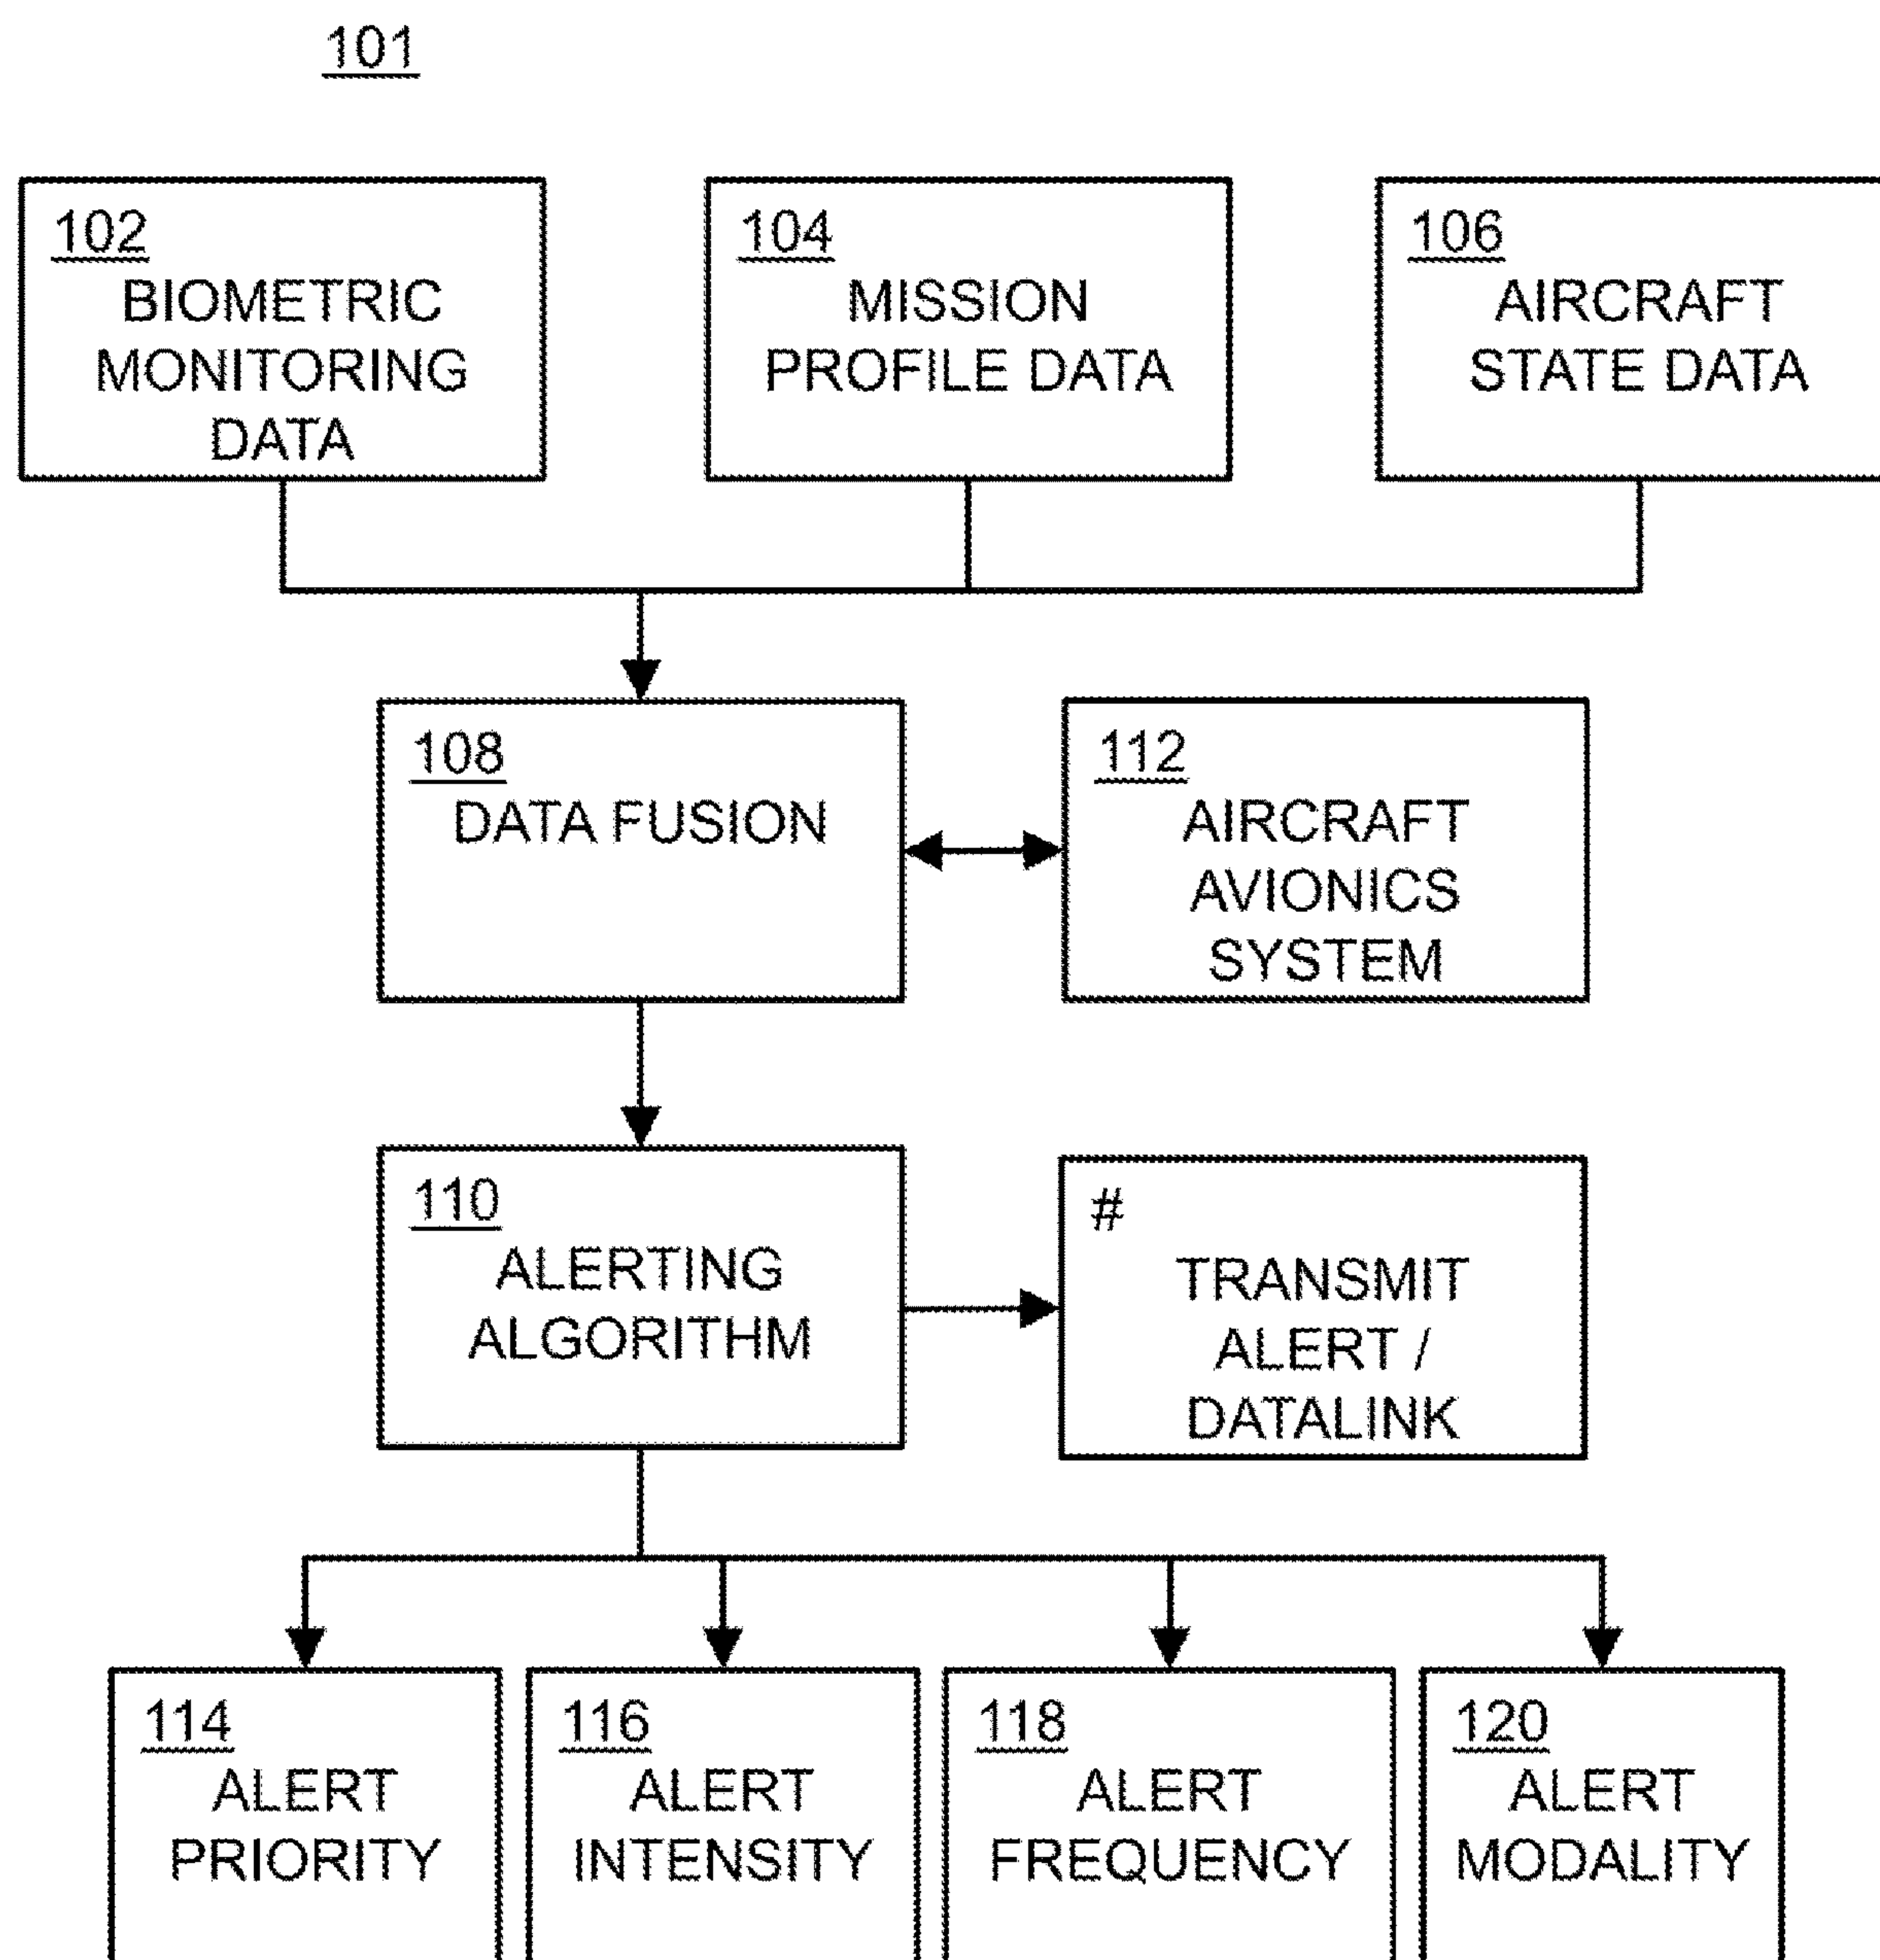 101
102
BIOMETRIC
MONITORING
DATA
104
MISSION
PROFILE DATA
106
AIRCRAFT
STATE DATA
108
DATA FUSION
112
AIRCRAFT
AVIONICS
SYSTEM
110
ALERTING
ALGORITHM
#
TRANSMIT
ALERT /
DATALINK
114
ALERT
PRIORITY
116
ALERT
INTENSITY
118
ALERT
FREQUENCY
120
ALERT
MODALITY